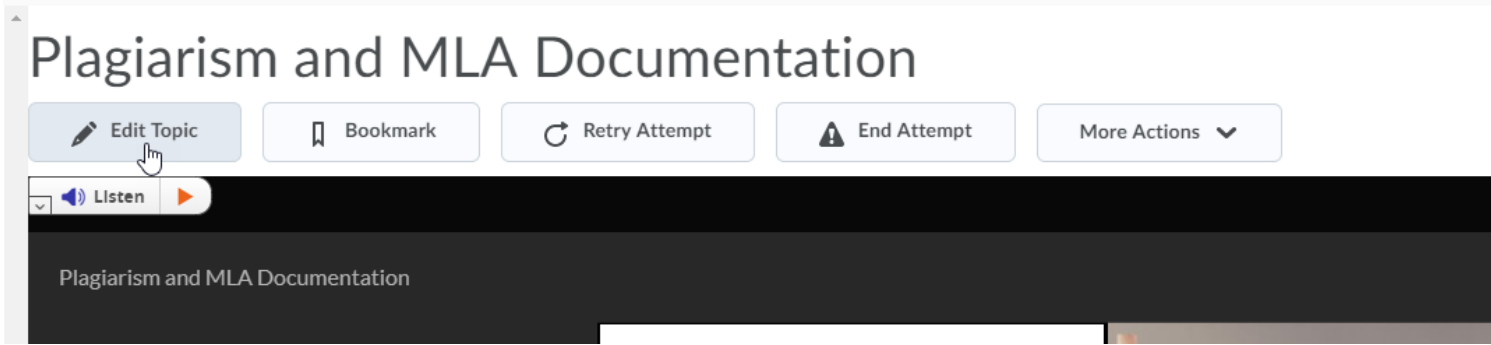 Plagiarism and MLA Documentation
Edit Topic Bookmark Retry Attempt End Attempt More Actions
Listen
Plagiarism and MLA Documentation